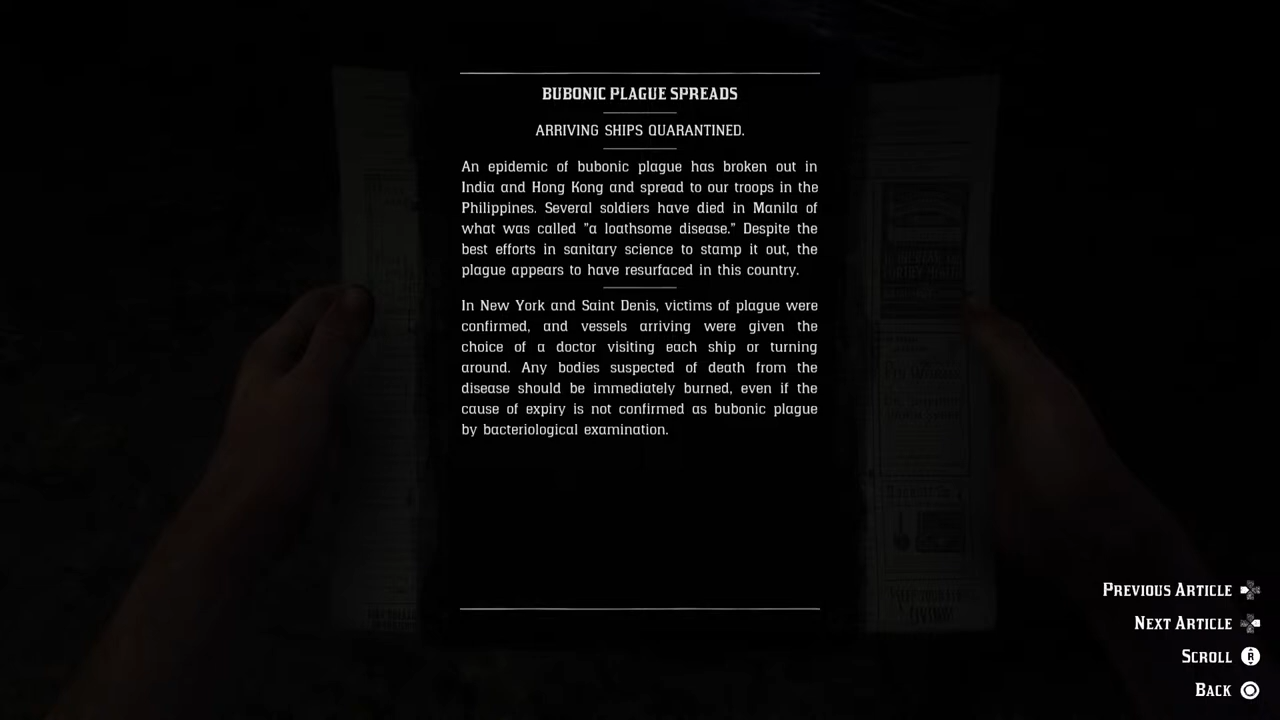 BUBONIC PLAGUE SPREADS
ARRIVING SHIPS QUARANTINED.
An epidemic of bubonic plague has broken out in
India and Hong Kong and spread to our troops in the
Philippines. Several soldiers have died in Manila of
what was called "a loathsome disease." Despite the
best efforts in sanitary science to stamp it out, the
plague appears to have resurfaced in this country.
In New York and Saint Denis, victims of plague were
confirmed, and vessels arriving were given the
choice of a doctor visiting each ship or turning
around. Any bodies suspected of death from the
disease should be immediately burned, even if the
cause of expiry is not confirmed as bubonic plague
by bacteriological examination.
PREVIOUS ARTICLE
NEXT ARTICLE
SCROLL R
BACK